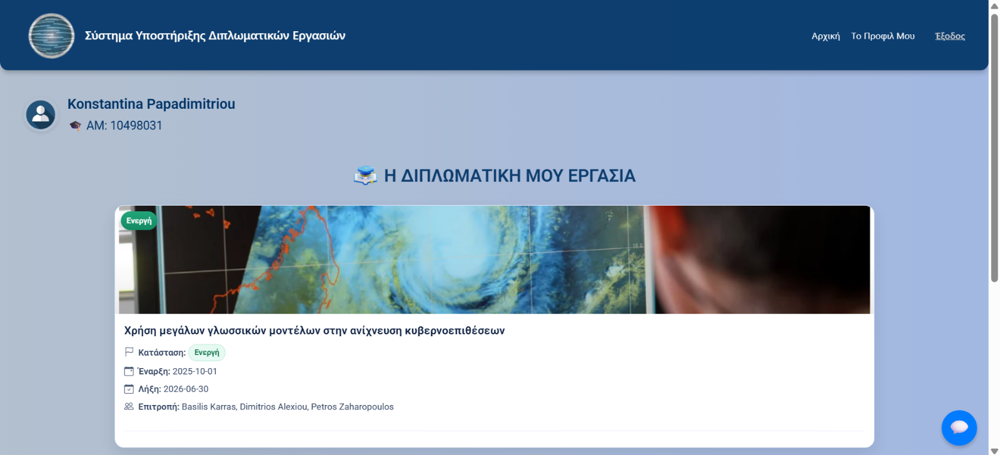 Σύστημα Υποστήριξης Διπλωματικών Εργασιών
Αρχική Το Προφίλ Μου Έξοδος
Konstantina Papadimitriou
ΑΜ: 10498031
Η ΔΙΠΛΩΜΑΤΙΚΗ ΜΟΥ ΕΡΓΑΣΙΑ
Ενεργή
15 S
Χρήση μεγάλων γλωσσικών μοντέλων στην ανίχνευση κυβερνοεπιθέσεων
Κατάσταση: Ενεργή
Έναρξη: 2025-10-01
Λήξη: 2026-06-30
Επιτροπή: Basilis Karras, Dimitrios Alexiou, Petros Zaharopoulos